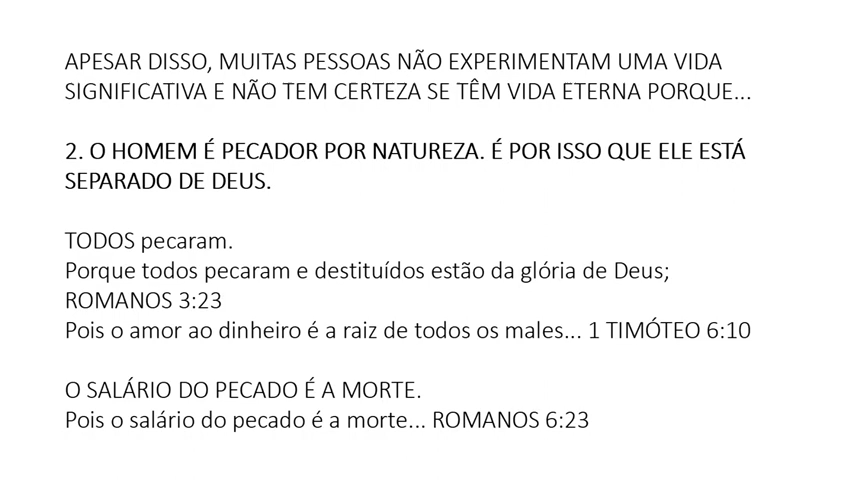 APESAR DISSO, MUITAS PESSOAS NÃO EXPERIMENTAM UMA VIDA
SIGNIFICATIVA E NÃO TEM CERTEZA SE TÊM VIDA ETERNA PORQUE...
2. O HOMEM É PECADOR POR NATUREZA. É POR ISSO QUE ELE ESTÁ
SEPARADO DE DEUS.
TODOS pecaram.
Porque todos pecaram e destituídos estão da glória de Deus;
ROMANOS 3:23
Pois o amor ao dinheiro é a raiz de todos os males... 1 TIMÓTEO 6:10
O SALÁRIO DO PECADO É A MORTE.
Pois o salário do pecado é a morte... ROMANOS 6:23